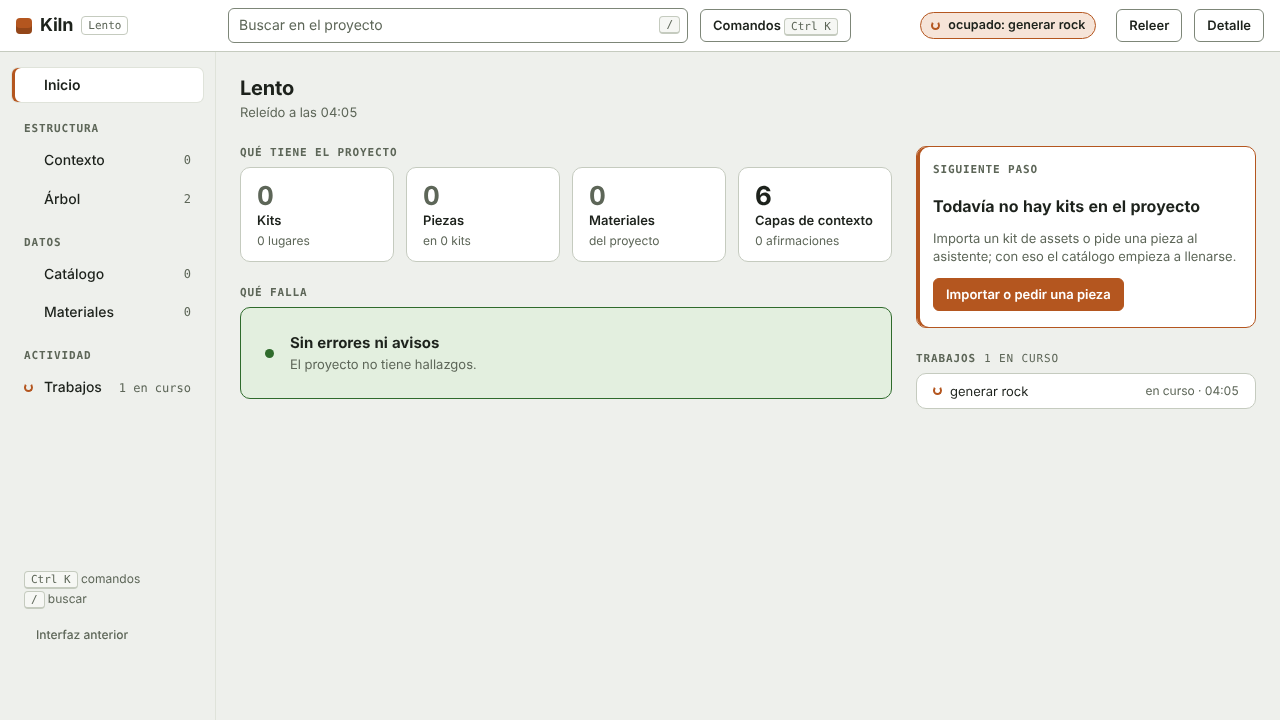 Kiln Lento
Buscar en el proyecto /
Comandos Ctrl K
ocupado: generar rock
Releer
Detalle
Inicio
ESTRUCTURA
Contexto 0
Árbol 2
DATOS
Catálogo 0
Materiales 0
ACTIVIDAD
Trabajos 1 en curso
Ctrl K comandos
/ buscar
Interfaz anterior
Lento
Releído a las 04:05
QUÉ TIENE EL PROYECTO
0
Kits
0 lugares
0
Piezas
en 0 kits
0
Materiales
del proyecto
6
Capas de contexto
0 afirmaciones
QUÉ FALLA
Sin errores ni avisos
El proyecto no tiene hallazgos.
SIGUIENTE PASO
Todavía no hay kits en el proyecto
Importa un kit de assets o pide una pieza al
asistente; con eso el catálogo empieza a llenarse.
Importar o pedir una pieza
TRABAJOS 1 EN CURSO
generar rock en curso · 04:05